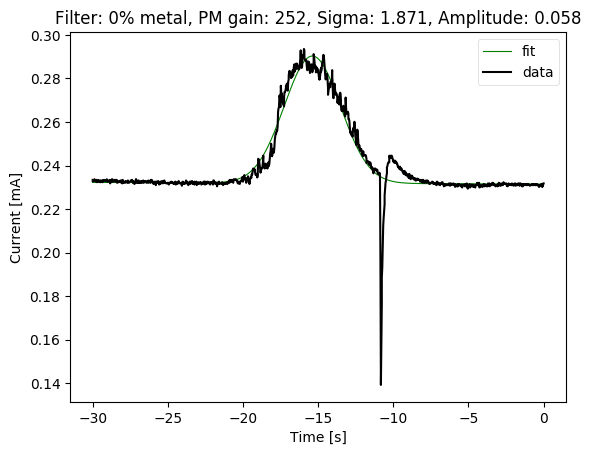 Filter: 0% metal, PM gain: 252, Sigma: 1.871, Amplitude: 0.058
0.30
0.28
0.26
0.24
0.22
0.20
0.18
0.16
0.14
Current [mA]
fit
data
−30 −25 −20 −15 −10 −5 0
Time [s]